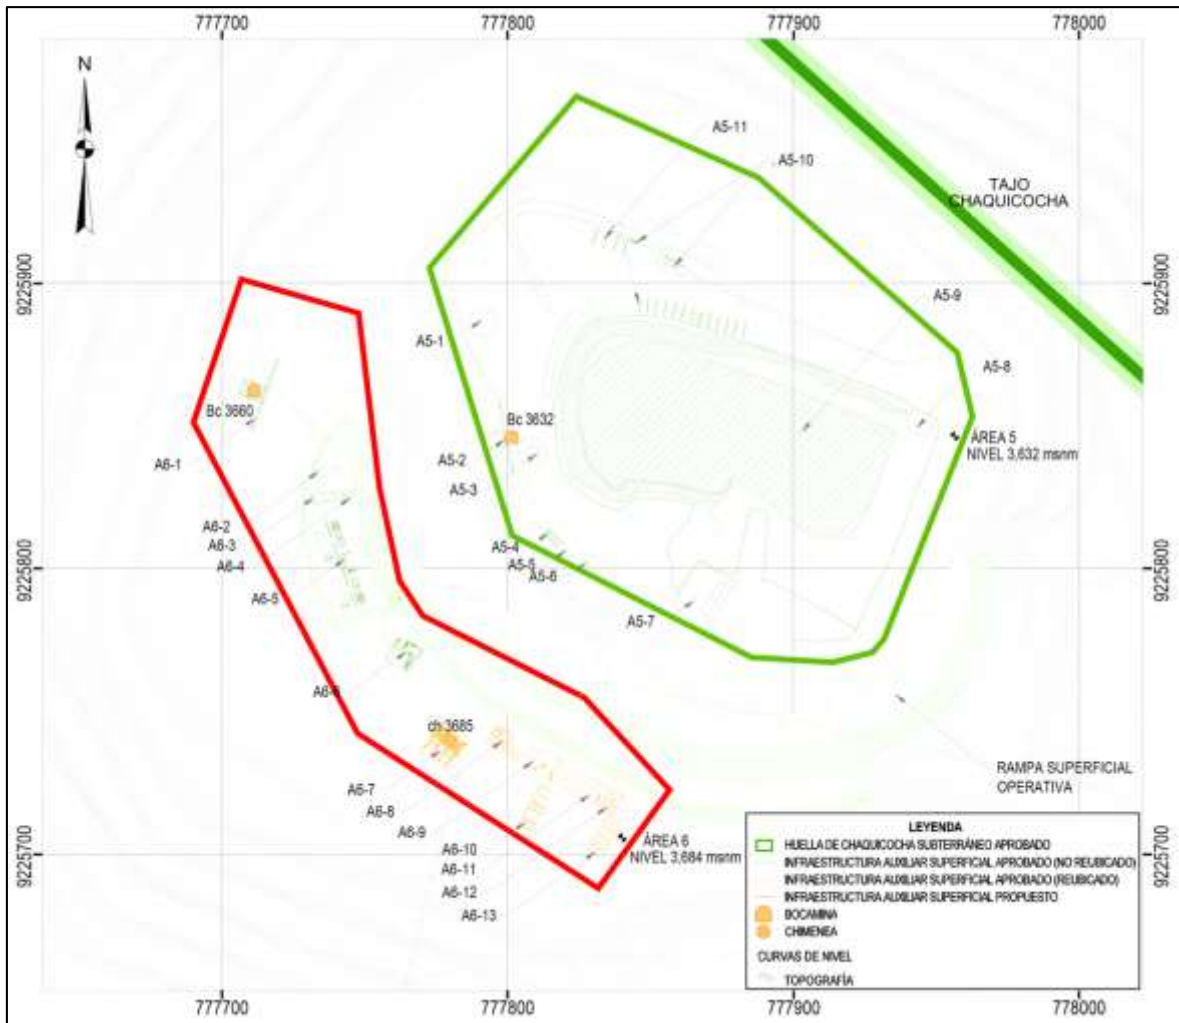 777700 777800 777900 778000
N
A5-11
A5-10
TAJO
CHAQUICOCHA
9225900 9225900
A5-9
A5-1
A5-8
Bc 3660
Bc 3632
ÁREA 5
NIVEL 3,632 msnm
A6-1
A5-2
A5-3
A6-2
A6-3
A6-4
A5-4
A5-5
A5-6
9225800 9225800
A6-5
A5-7
A6-6
ch 3685
RAMPA SUPERFICIAL
OPERATIVA
A6-7
A6-8
A6-9
A6-10
A6-11
A6-12
A6-13
ÁREA 6
NIVEL 3,684 msnm
9225700 9225700
LEYENDA
HUELLA DE CHAQUICOCHA SUBTERRÁNEO APROBADO
INFRAESTRUCTURA AUXILIAR SUPERFICIAL APROBADO (NO REUBICADO)
INFRAESTRUCTURA AUXILIAR SUPERFICIAL APROBADO (REUBICADO)
INFRAESTRUCTURA AUXILIAR SUPERFICIAL PROPUESTO
BOCAMINA
CHIMENEA
CURVAS DE NIVEL
TOPOGRAFÍA
777700 777800 777900 778000